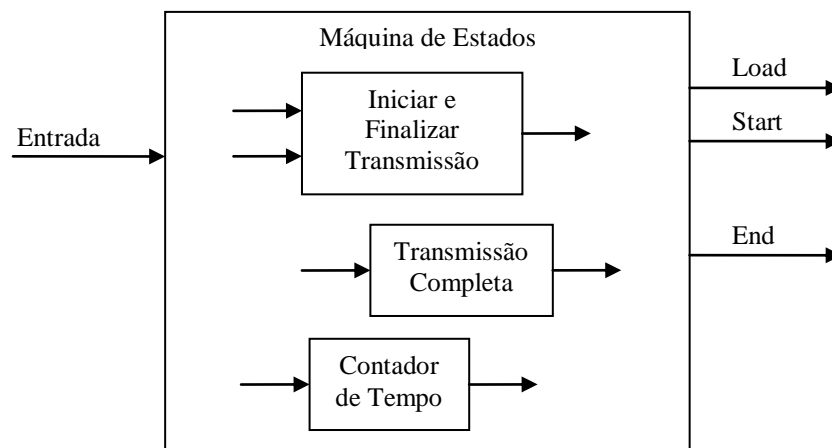 Máquina de Estados
Load
Iniciar e
Finalizar
Transmissão
Start
Entrada
End
Transmissão
Completa
Contador
de Tempo